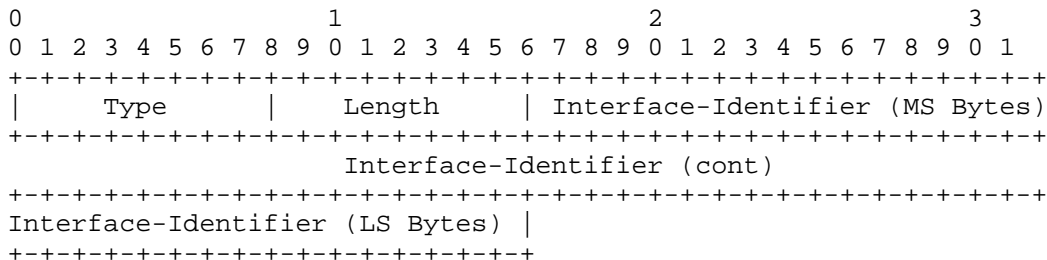 0                   1                   2                   3
0 1 2 3 4 5 6 7 8 9 0 1 2 3 4 5 6 7 8 9 0 1 2 3 4 5 6 7 8 9 0 1
+-+-+-+-+-+-+-+-+-+-+-+-+-+-+-+-+-+-+-+-+-+-+-+-+-+-+-+-+-+-+-+-+
|     Type      |    Length     | Interface-Identifier (MS Bytes)
+-+-+-+-+-+-+-+-+-+-+-+-+-+-+-+-+-+-+-+-+-+-+-+-+-+-+-+-+-+-+-+-+
                     Interface-Identifier (cont)
+-+-+-+-+-+-+-+-+-+-+-+-+-+-+-+-+-+-+-+-+-+-+-+-+-+-+-+-+-+-+-+-+
Interface-Identifier (LS Bytes) |
+-+-+-+-+-+-+-+-+-+-+-+-+-+-+-+-+